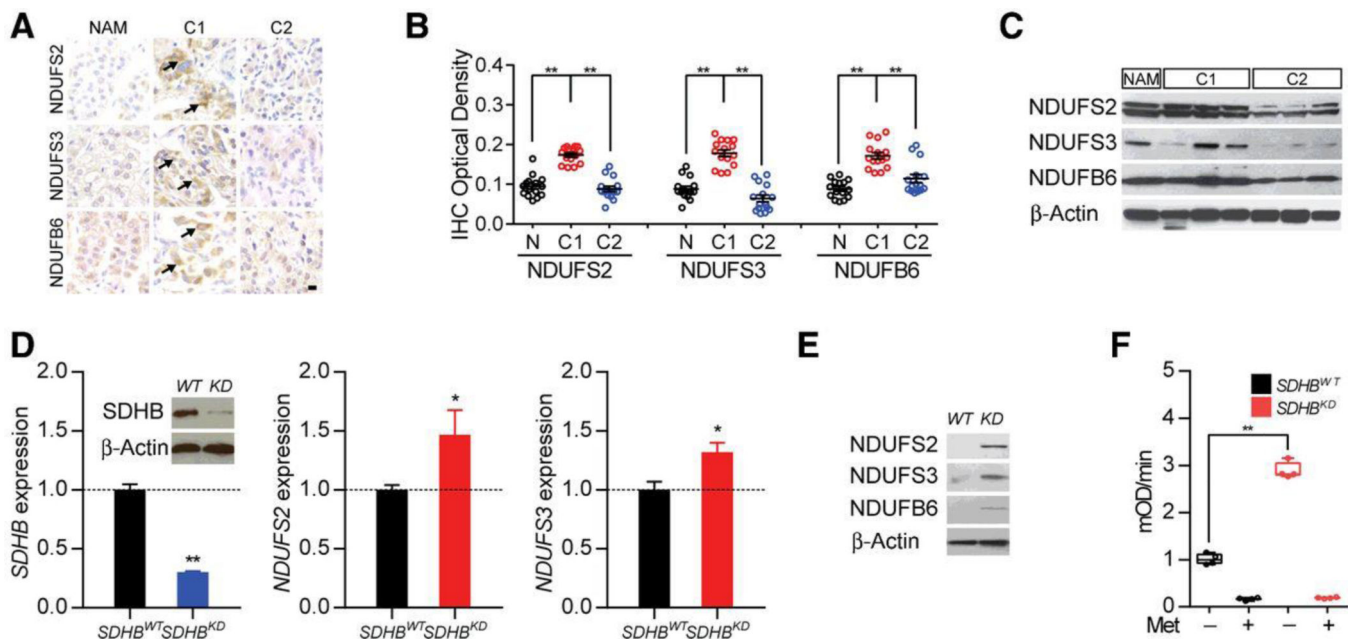 A
NAM C1 C2
NDUFS2
NDUFS3
NDUFB6
B
IHC Optical Density
0.4
0.3
0.2
0.1
0.0
** ** ** ** ** **
N C1 C2 N C1 C2 N C1 C2
NDUFS2 NDUFS3 NDUFB6
C
NAM C1 C2
NDUFS2
NDUFS3
NDUFB6
β-Actin
D
SDHB expression
2.0
1.5
1.0
0.5
0.0
WT KD
SDHB
β-Actin
**
SDHB^WT SDHB^KD
NDUFS2 expression
2.0
1.5
1.0
0.5
0.0
*
SDHB^WT SDHB^KD
NDUFS3 expression
2.0
1.5
1.0
0.5
0.0
*
SDHB^WT SDHB^KD
E
WT KD
NDUFS2
NDUFS3
NDUFB6
β-Actin
F
mOD/min
5
4
3
2
1
0
SDHB^WT
SDHB^KD
**
Met – + – +